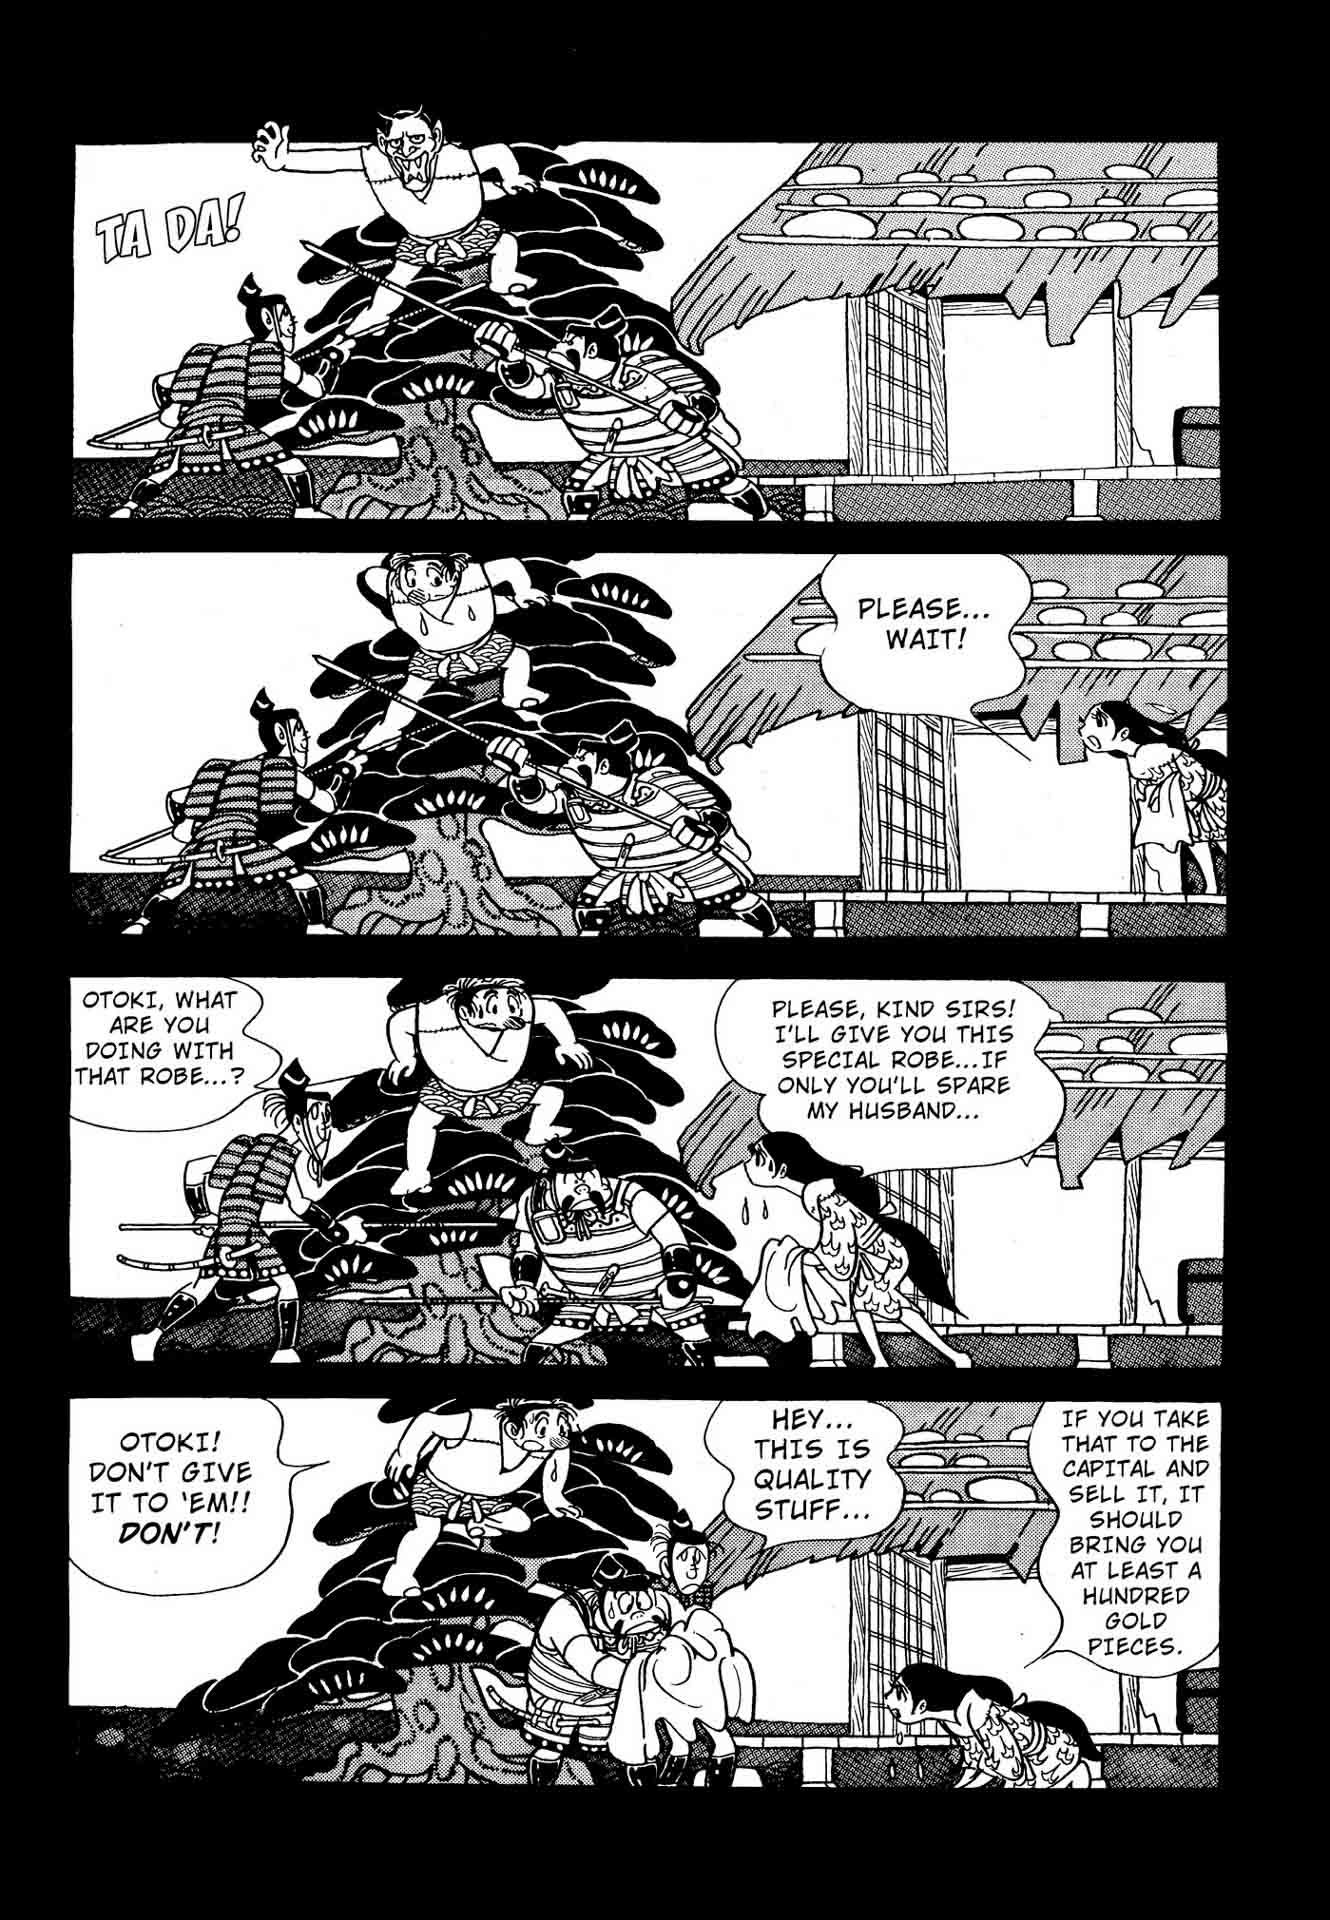 TA DA!
PLEASE...
WAIT!
OTOKI, WHAT
ARE YOU
DOING WITH
THAT ROBE...?
PLEASE, KIND SIRS!
I'LL GIVE YOU THIS
SPECIAL ROBE...IF
ONLY YOU'LL SPARE
MY HUSBAND...
OTOKI!
DON'T GIVE
IT TO 'EM!!
DON'T!
HEY...
THIS IS
QUALITY
STUFF...
IF YOU TAKE
THAT TO THE
CAPITAL AND
SELL IT, IT
SHOULD
BRING YOU
AT LEAST A
HUNDRED
GOLD
PIECES.